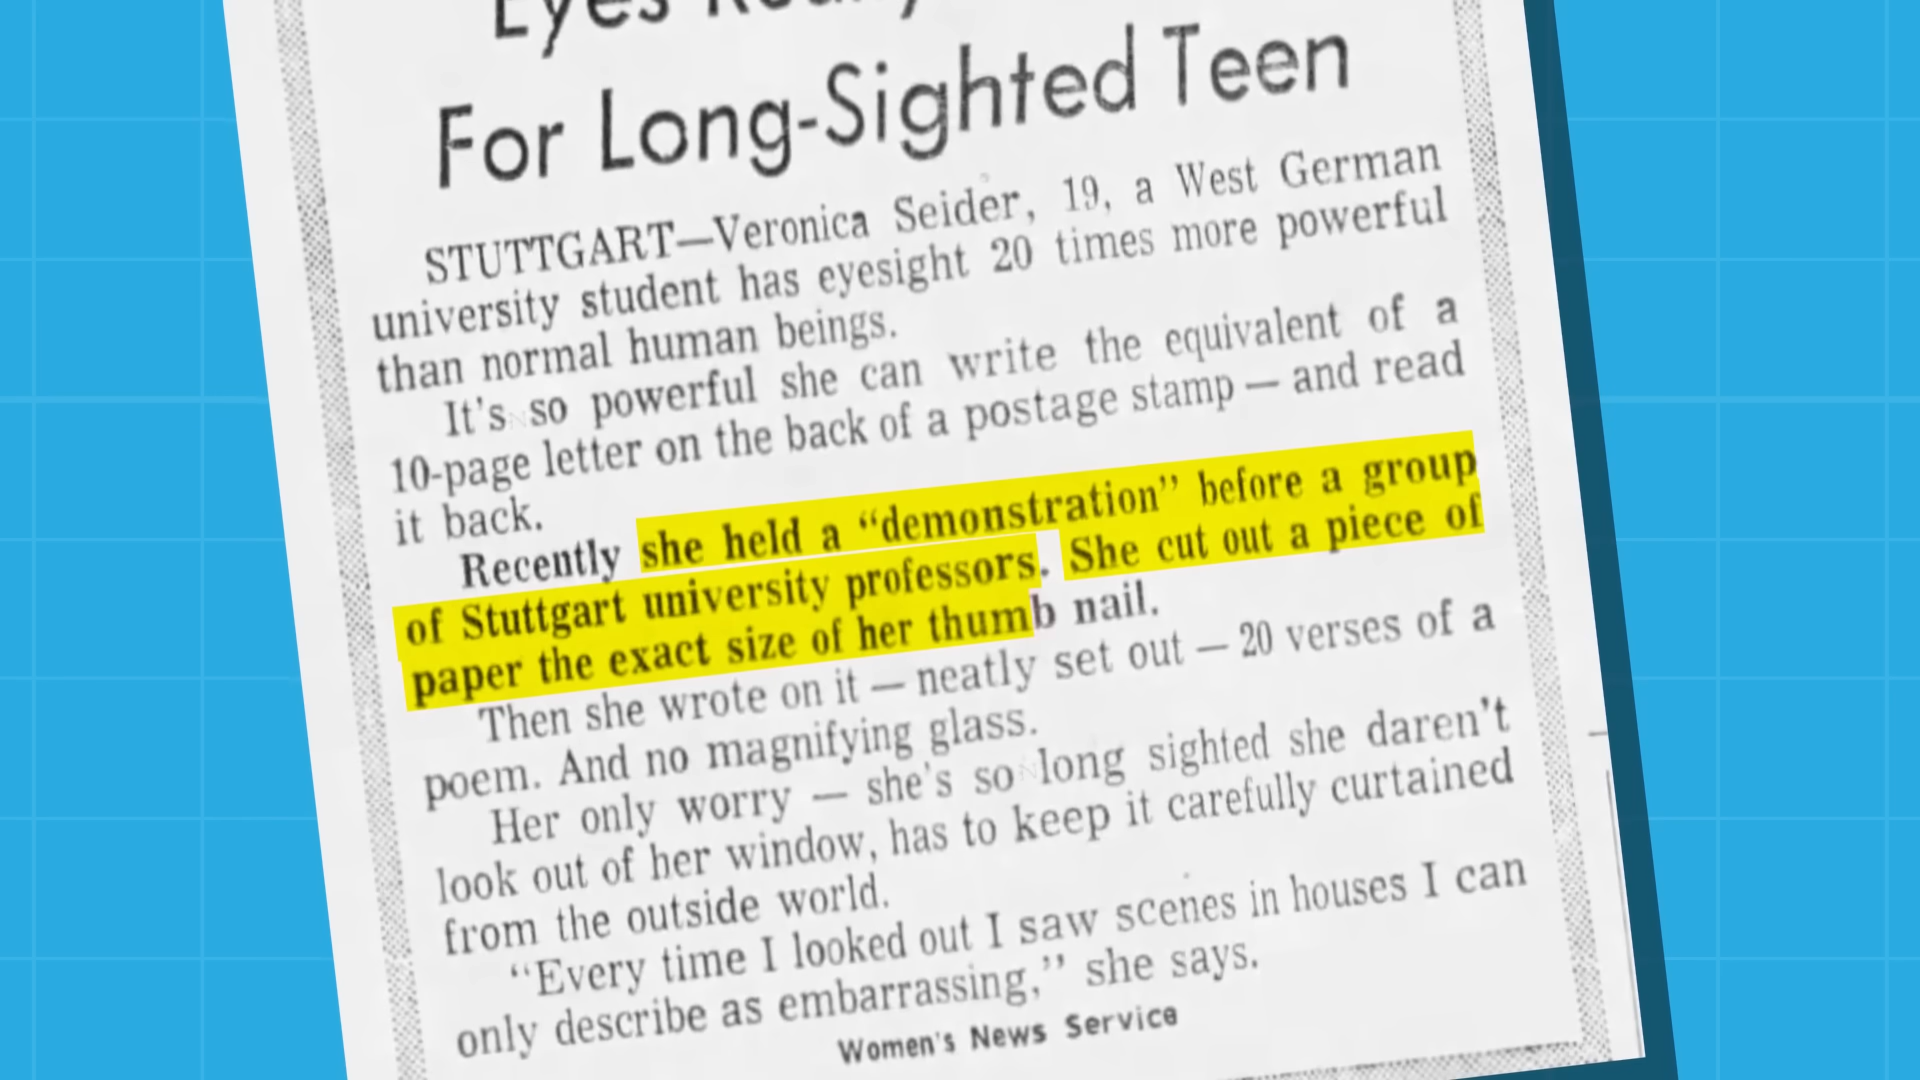 Eyes
For Long-Sighted Teen
STUTTGART—Veronica Seider, 19, a West German
university student has eyesight 20 times more powerful
than normal human beings.
It's so powerful she can write the equivalent of a
10-page letter on the back of a postage stamp — and read
it back.
Recently she held a “demonstration” before a group
of Stuttgart university professors. She cut out a piece of
paper the exact size of her thumb nail.
Then she wrote on it — neatly set out — 20 verses of a
poem. And no magnifying glass.
Her only worry — she's so long sighted she daren't
look out of her window, has to keep it carefully curtained
from the outside world.
“Every time I looked out I saw scenes in houses I can
only describe as embarrassing,” she says.
Women's News Service